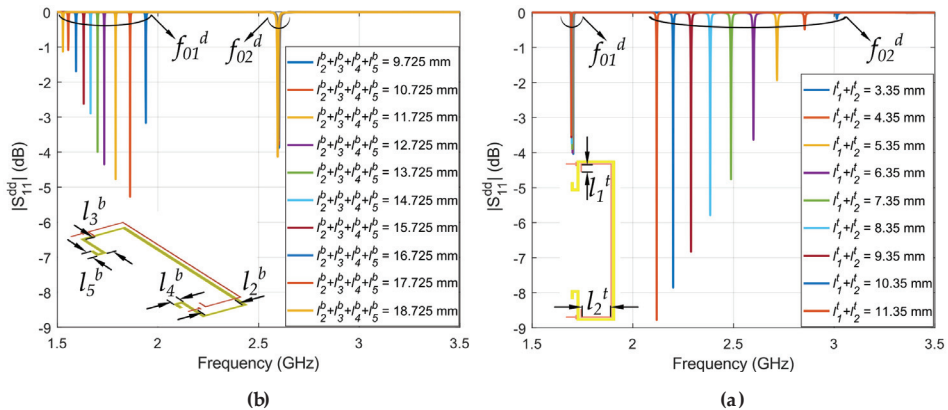 0
-1
-2
-3
-4
-5
-6
-7
-8
-9
|S₁₁ᵈᵈ| (dB)
f₀₁ᵈ
f₀₂ᵈ
l₂ᵇ+l₃ᵇ+l₄ᵇ+l₅ᵇ = 9.725 mm
l₂ᵇ+l₃ᵇ+l₄ᵇ+l₅ᵇ = 10.725 mm
l₂ᵇ+l₃ᵇ+l₄ᵇ+l₅ᵇ = 11.725 mm
l₂ᵇ+l₃ᵇ+l₄ᵇ+l₅ᵇ = 12.725 mm
l₂ᵇ+l₃ᵇ+l₄ᵇ+l₅ᵇ = 13.725 mm
l₂ᵇ+l₃ᵇ+l₄ᵇ+l₅ᵇ = 14.725 mm
l₂ᵇ+l₃ᵇ+l₄ᵇ+l₅ᵇ = 15.725 mm
l₂ᵇ+l₃ᵇ+l₄ᵇ+l₅ᵇ = 16.725 mm
l₂ᵇ+l₃ᵇ+l₄ᵇ+l₅ᵇ = 17.725 mm
l₂ᵇ+l₃ᵇ+l₄ᵇ+l₅ᵇ = 18.725 mm
l₃ᵇ
l₅ᵇ
l₄ᵇ
l₂ᵇ
1.5 2 2.5 3 3.5
Frequency (GHz)
(b)
0
-1
-2
-3
-4
-5
-6
-7
-8
-9
|S₁₁ᵈᵈ| (dB)
f₀₁ᵈ
f₀₂ᵈ
l₁ᵗ
l₂ᵗ
l₁ᵗ+l₂ᵗ = 3.35 mm
l₁ᵗ+l₂ᵗ = 4.35 mm
l₁ᵗ+l₂ᵗ = 5.35 mm
l₁ᵗ+l₂ᵗ = 6.35 mm
l₁ᵗ+l₂ᵗ = 7.35 mm
l₁ᵗ+l₂ᵗ = 8.35 mm
l₁ᵗ+l₂ᵗ = 9.35 mm
l₁ᵗ+l₂ᵗ = 10.35 mm
l₁ᵗ+l₂ᵗ = 11.35 mm
1.5 2 2.5 3 3.5
Frequency (GHz)
(a)